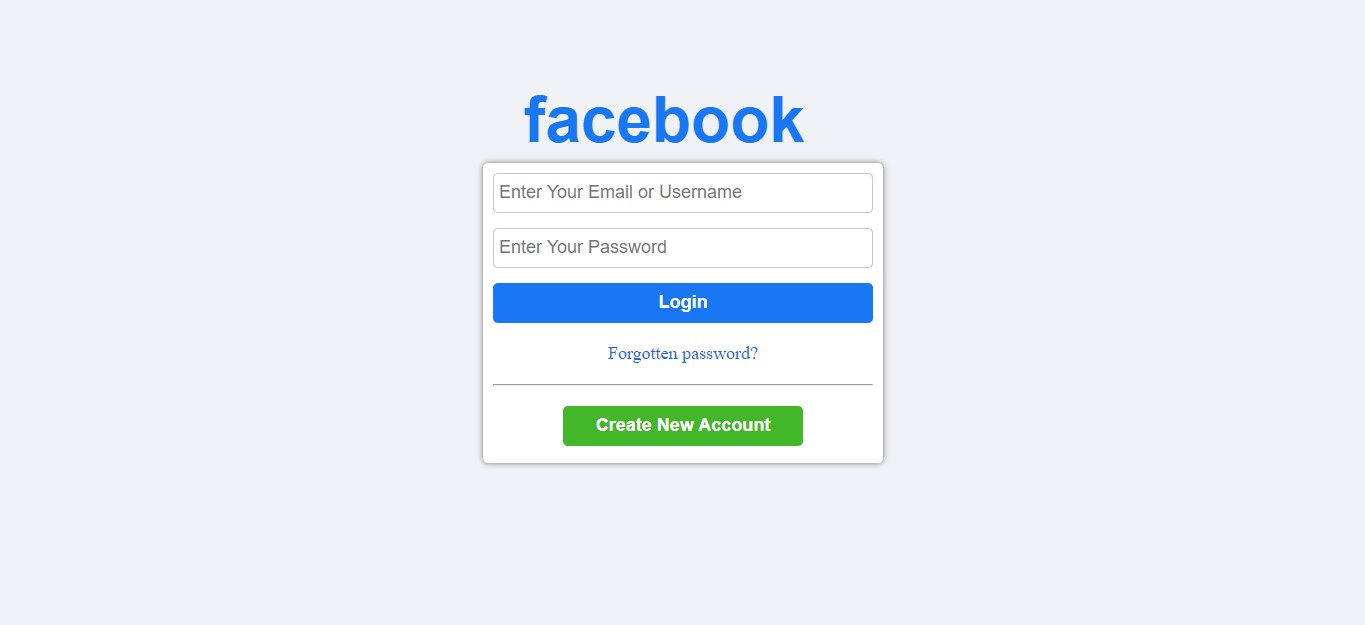 facebook
Enter Your Email or Username
Enter Your Password
Login
Forgotten password?
Create New Account